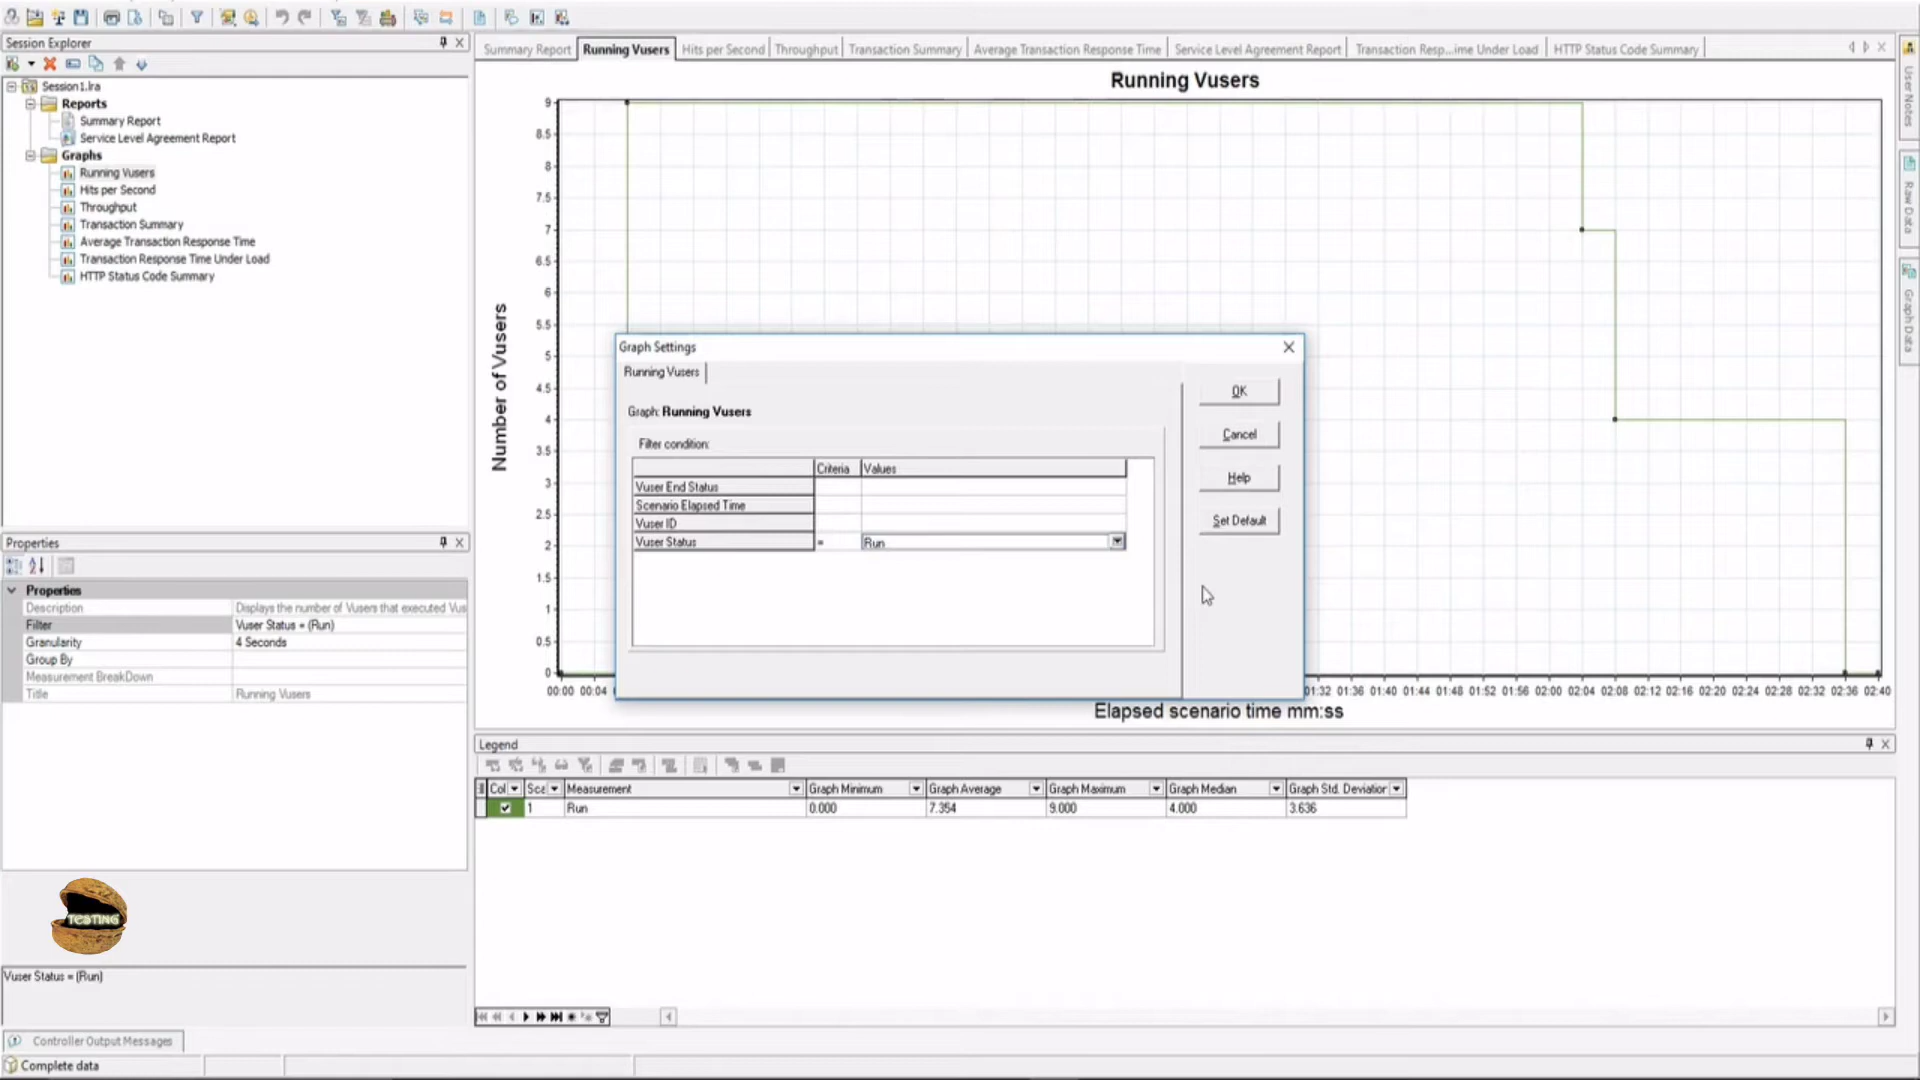 Session Explorer
Session1.lra
Reports
Summary Report
Service Level Agreement Report
Graphs
Running Vusers
Hits per Second
Throughput
Transaction Summary
Average Transaction Response Time
Transaction Response Time Under Load
HTTP Status Code Summary
Properties
Properties
Description Displays the number of Vusers that executed Vus
Filter Vuser Status = (Run)
Granularity 4 Seconds
Group By
Measurement BreakDown
Title Running Vusers
TESTING
Vuser Status = (Run)
Controller Output Messages
Complete data
Summary Report Running Vusers Hits per Second Throughput Transaction Summary Average Transaction Response Time Service Level Agreement Report Transaction Resp...ime Under Load HTTP Status Code Summary
Running Vusers
Number of Vusers
9
8.5
8
7.5
7
6.5
6
5.5
5
4.5
4
3.5
3
2.5
2
1.5
1
0.5
0
00:00 00:04 01:32 01:36 01:40 01:44 01:48 01:52 01:56 02:00 02:04 02:08 02:12 02:16 02:20 02:24 02:28 02:32 02:36 02:40
Elapsed scenario time mm:ss
Graph Settings
Running Vusers
Graph: Running Vusers
Filter condition:
Criteria Values
Vuser End Status
Scenario Elapsed Time
Vuser ID
Vuser Status = Run
OK
Cancel
Help
Set Default
Legend
Col Sca Measurement Graph Minimum Graph Average Graph Maximum Graph Median Graph Std. Deviation
1 Run 0.000 7.354 9.000 4.000 3.636
User Notes
Raw Data
Graph Data